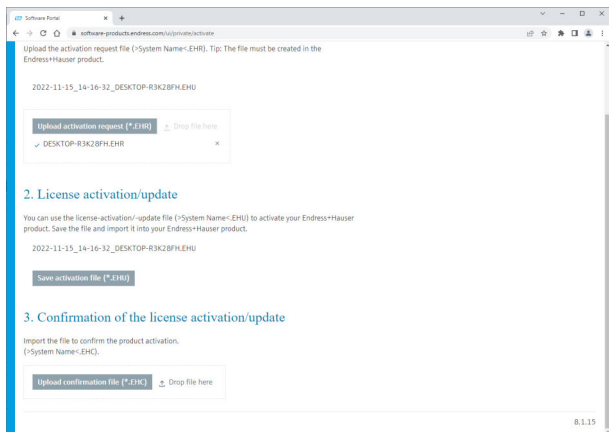 Software Portal
software-products.endress.com/ui/private/activate
Upload the activation request file (>System Name<.EHR). Tip: The file must be created in the
Endress+Hauser product.
2022-11-15_14-16-32_DESKTOP-R3K28FH.EHU
Upload activation request (*.EHR) Drop file here
DESKTOP-R3K28FH.EHR
2. License activation/update
You can use the license-activation/-update file (>System Name<.EHU) to activate your Endress+Hauser
product. Save the file and import it into your Endress+Hauser product.
2022-11-15_14-16-32_DESKTOP-R3K28FH.EHU
Save activation file (*.EHU)
3. Confirmation of the license activation/update
Import the file to confirm the product activation.
(>System Name<.EHC).
Upload confirmation file (*.EHC) Drop file here
8.1.15